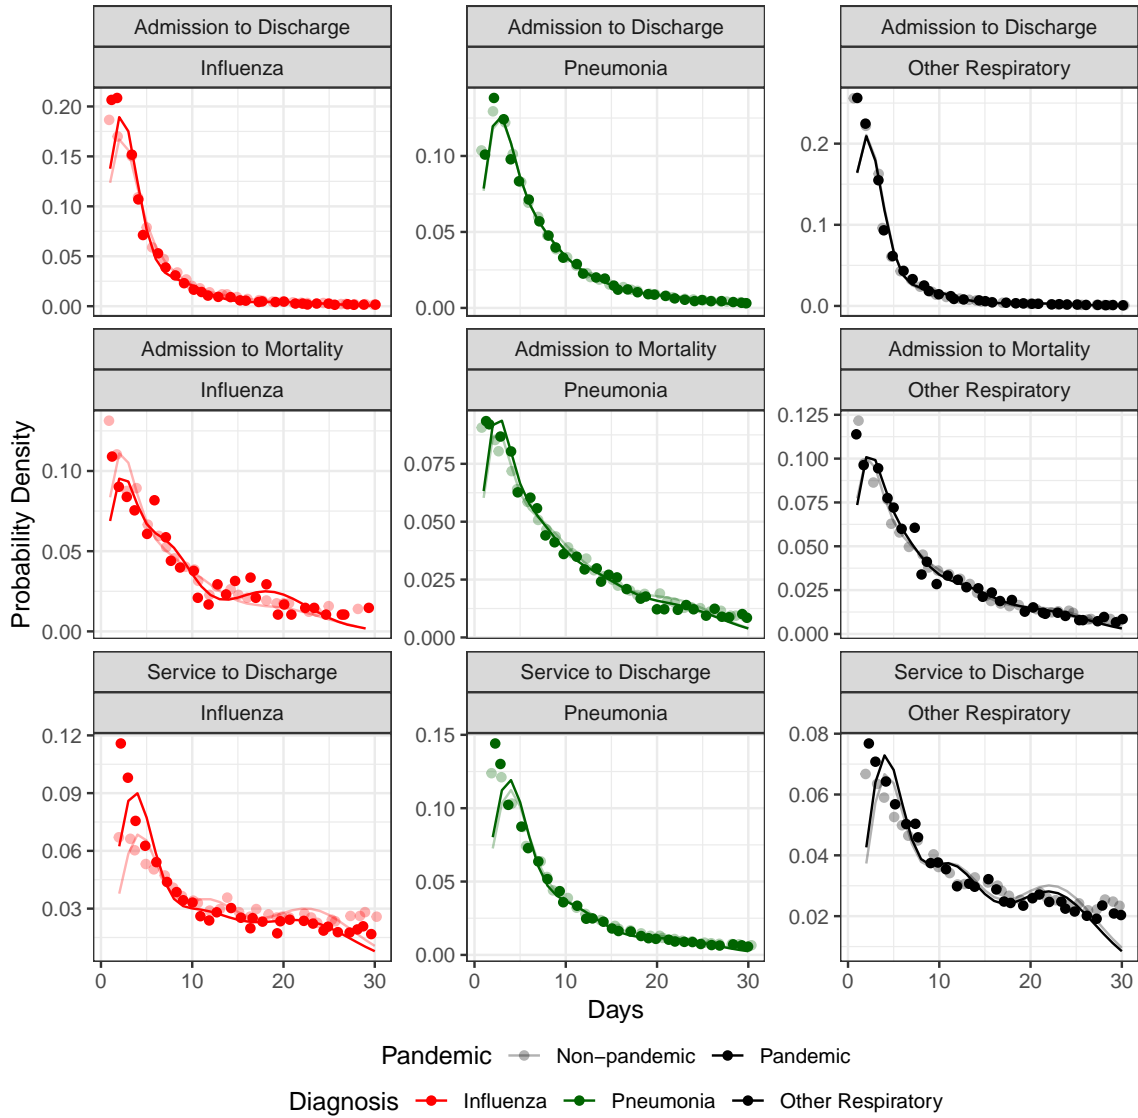 Admission to Discharge Admission to Discharge Admission to Discharge
Influenza Pneumonia Other Respiratory
0.20 0.15 0.10 0.05 0.00
0.10 0.05 0.00
0.2 0.1 0.0
Admission to Mortality Admission to Mortality Admission to Mortality
Influenza Pneumonia Other Respiratory
Probability Density
0.10 0.05 0.00
0.075 0.050 0.025 0.000
0.125 0.100 0.075 0.050 0.025 0.000
Service to Discharge Service to Discharge Service to Discharge
Influenza Pneumonia Other Respiratory
0.12 0.09 0.06 0.03
0.15 0.10 0.05 0.00
0.08 0.06 0.04 0.02
0 10 20 30 0 10 20 30 0 10 20 30
Days
Pandemic Non−pandemic Pandemic
Diagnosis Influenza Pneumonia Other Respiratory